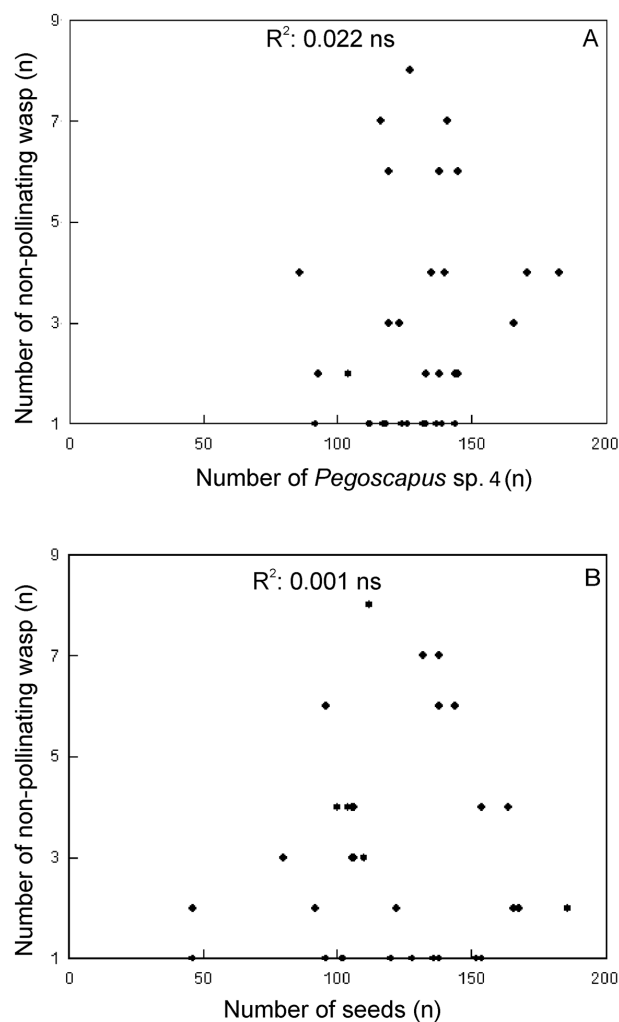 9
R²: 0.022 ns
A
7
5
3
1
Number of non-pollinating wasp (n)
0 50 100 150 200
Number of Pegoscapus sp. 4 (n)
9
R²: 0.001 ns
B
7
5
3
1
Number of non-pollinating wasp (n)
0 50 100 150 200
Number of seeds (n)